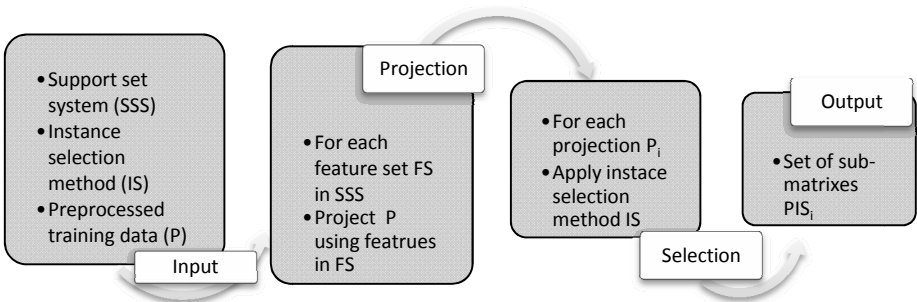 •Support set
system (SSS)
•Instance
selection
method (IS)
•Preprocessed
training data (P)
Input
Projection
•For each
feature set FS
in SSS
•Project P
using featrues
in FS
•For each
projection Pi
•Apply instace
selection
method IS
Selection
Output
•Set of sub-
matrixes
PISi